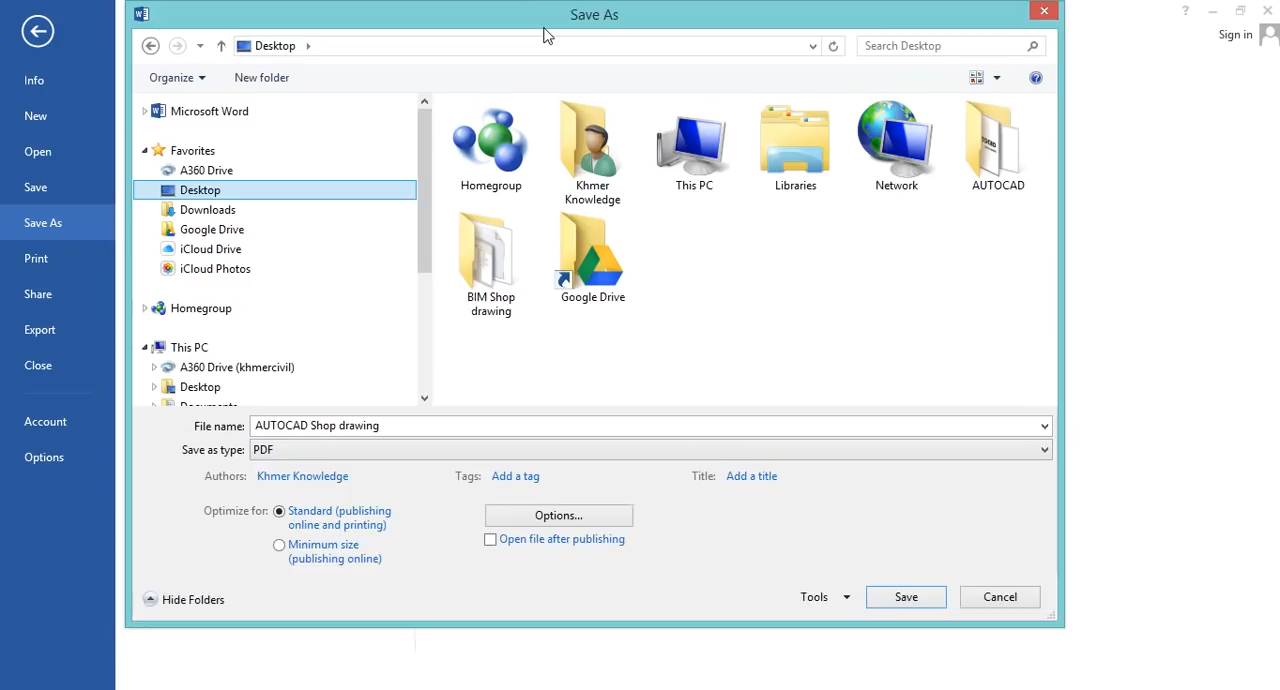 Save As
?
Sign in
Desktop
Search Desktop
Organize
New folder
Info
New
Open
Save
Save As
Print
Share
Export
Close
Account
Options
Microsoft Word
Favorites
A360 Drive
Desktop
Downloads
Google Drive
iCloud Drive
iCloud Photos
Homegroup
This PC
A360 Drive (khmercivil)
Desktop
Documents
Homegroup
Khmer
Knowledge
This PC
Libraries
Network
AUTOCAD
BIM Shop
drawing
Google Drive
File name: AUTOCAD Shop drawing
Save as type: PDF
Authors: Khmer Knowledge
Tags: Add a tag
Title: Add a title
Optimize for: Standard (publishing
online and printing)
Minimum size
(publishing online)
Options...
Open file after publishing
Hide Folders
Tools
Save
Cancel